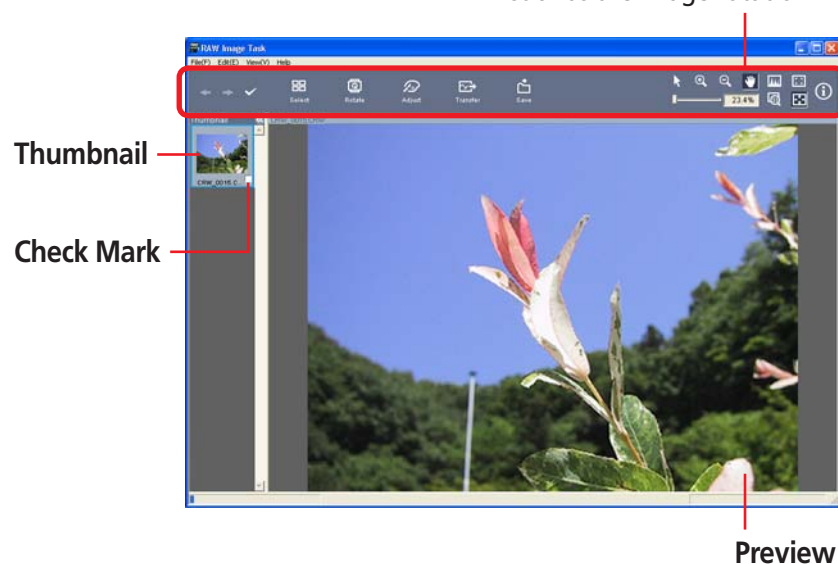 RAW Image Task
File(F) Edit(E) View(V) Help
Select Rotate Adjust Transfer Save
23.4%
Thumbnail
CRW_0015.C
Thumbnail
Check Mark
Preview